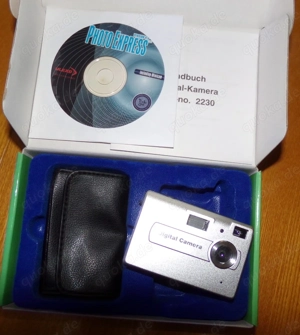 PHOTO EXPRESS
ndbuch
al-Kamera
no. 2230
Digital Camera